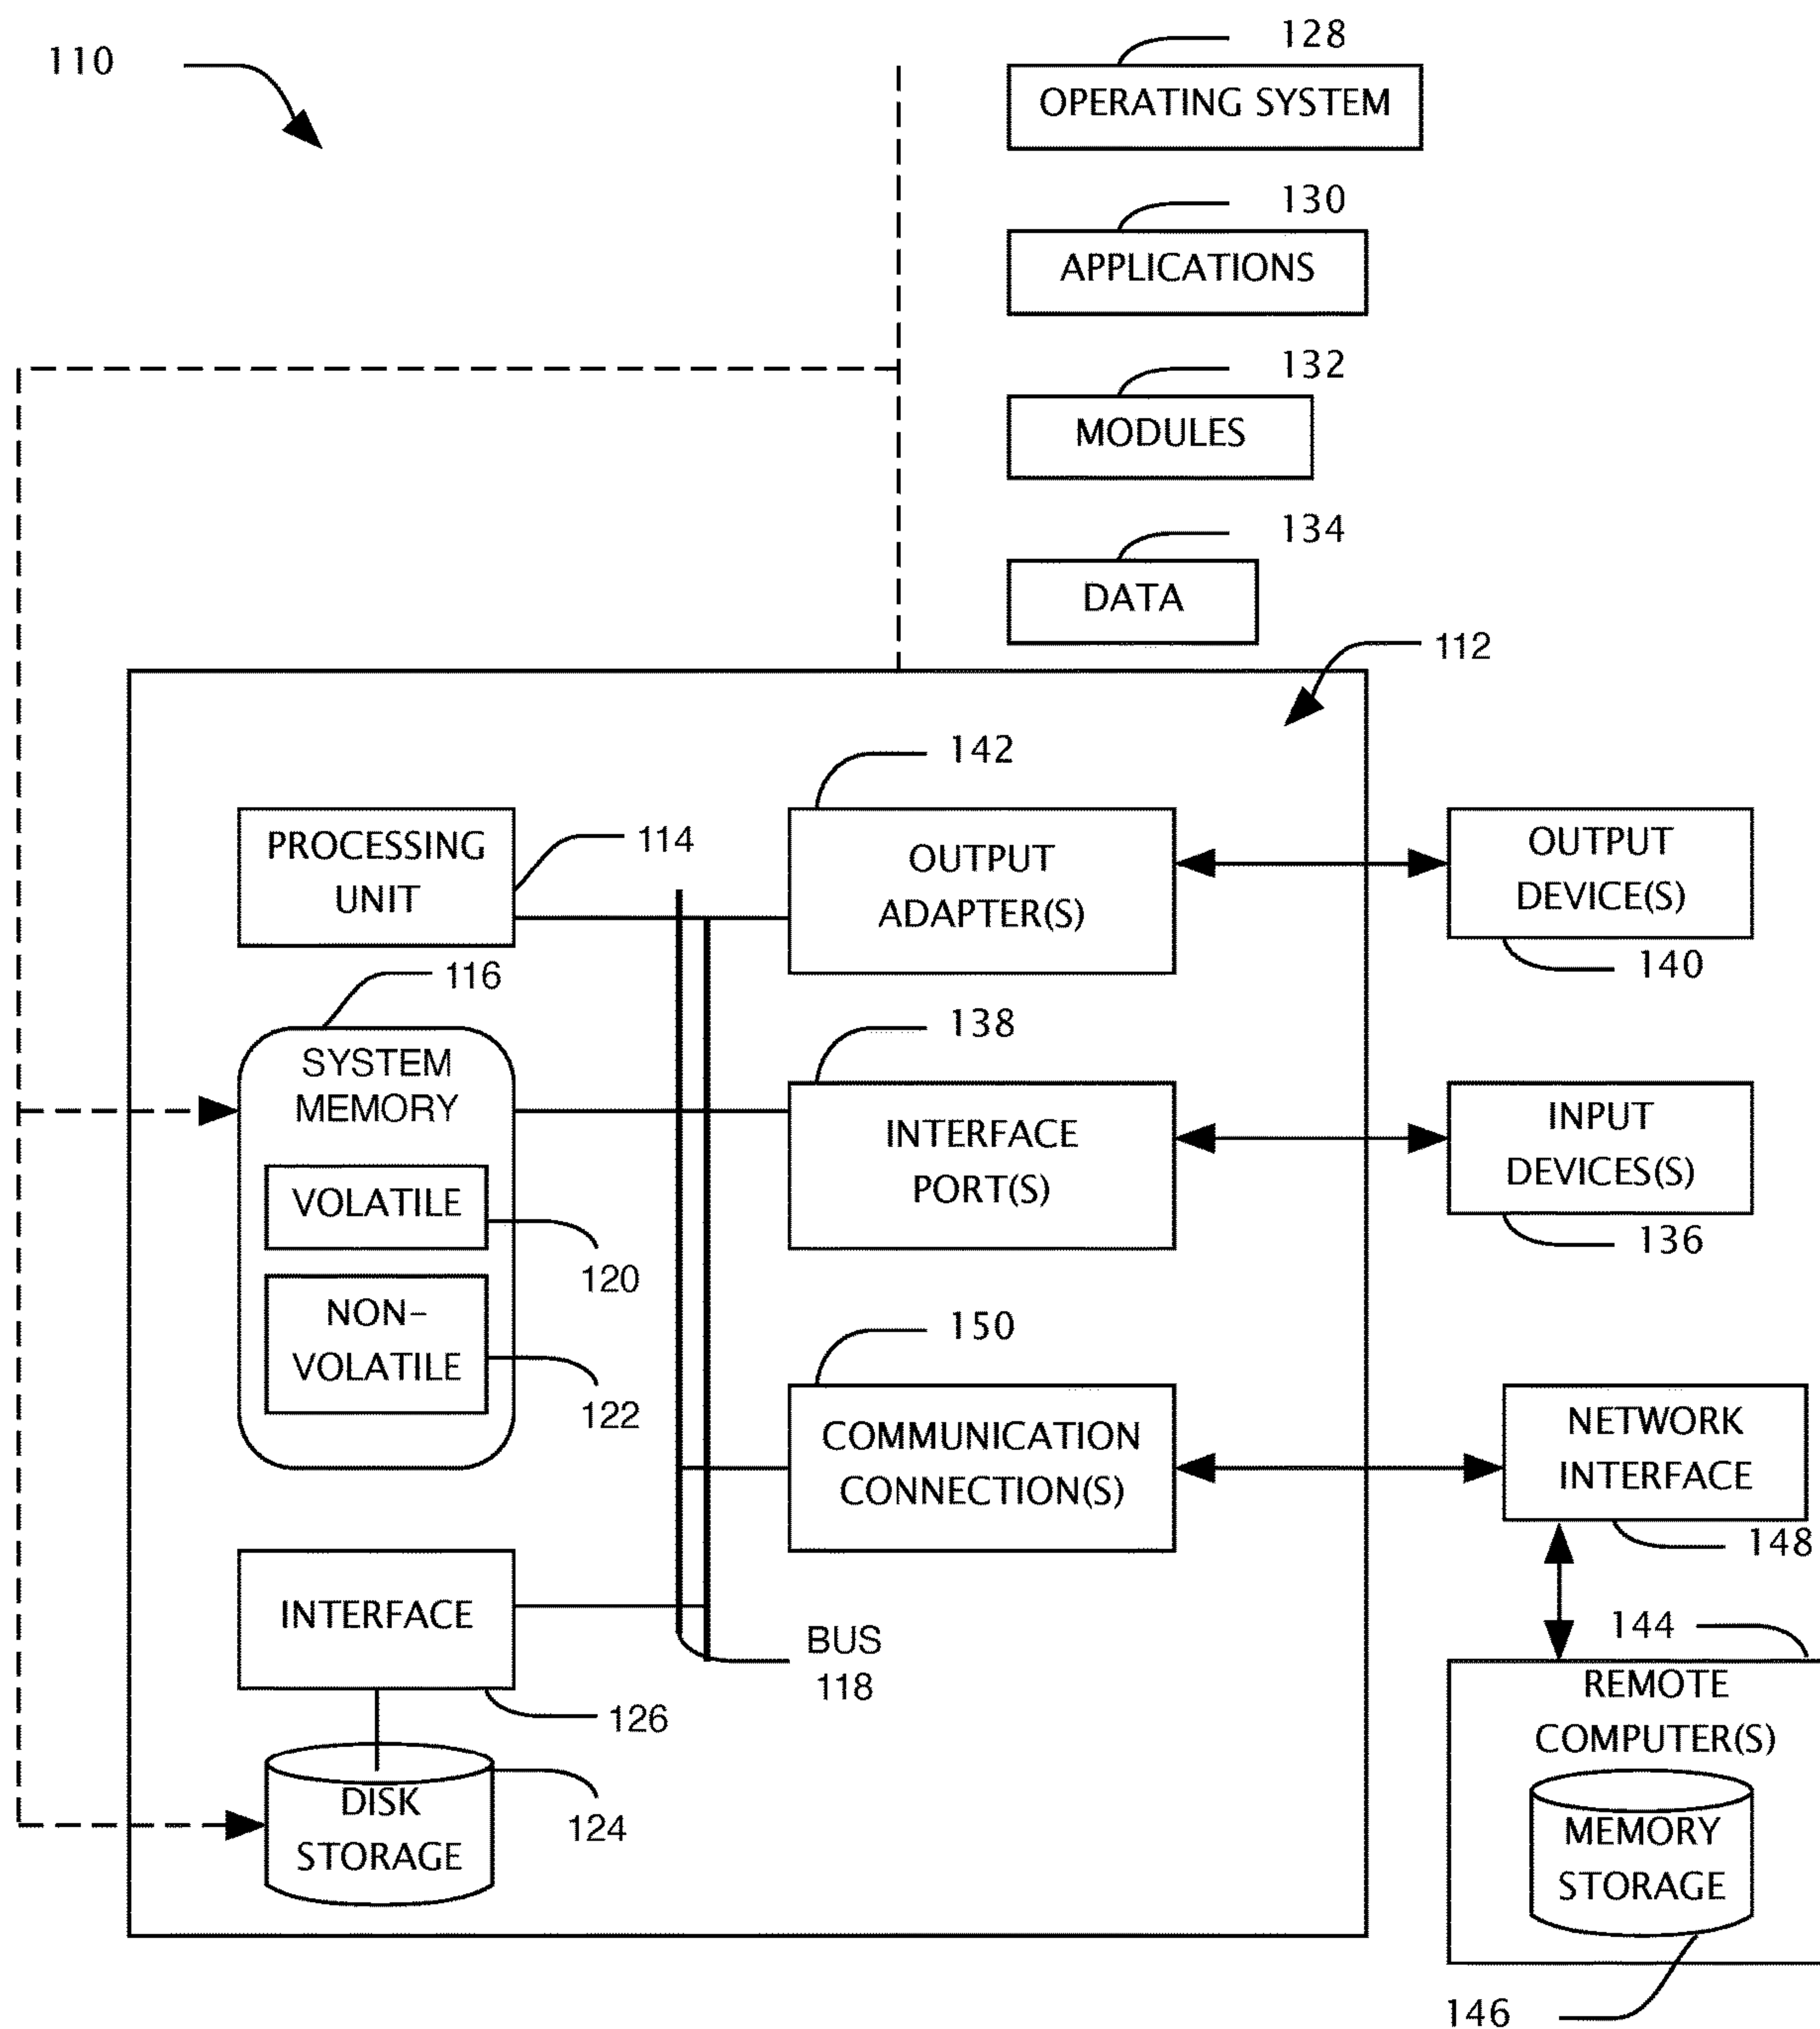 110
128
OPERATING SYSTEM
130
APPLICATIONS
132
MODULES
134
DATA
112
142
PROCESSING
UNIT
114
OUTPUT
ADAPTER(S)
OUTPUT
DEVICE(S)
140
116
SYSTEM
MEMORY
138
INTERFACE
PORT(S)
INPUT
DEVICES(S)
136
VOLATILE
120
NON-
VOLATILE
122
150
COMMUNICATION
CONNECTION(S)
NETWORK
INTERFACE
148
INTERFACE
126
BUS
118
144
REMOTE
COMPUTER(S)
DISK
STORAGE
124
MEMORY
STORAGE
146